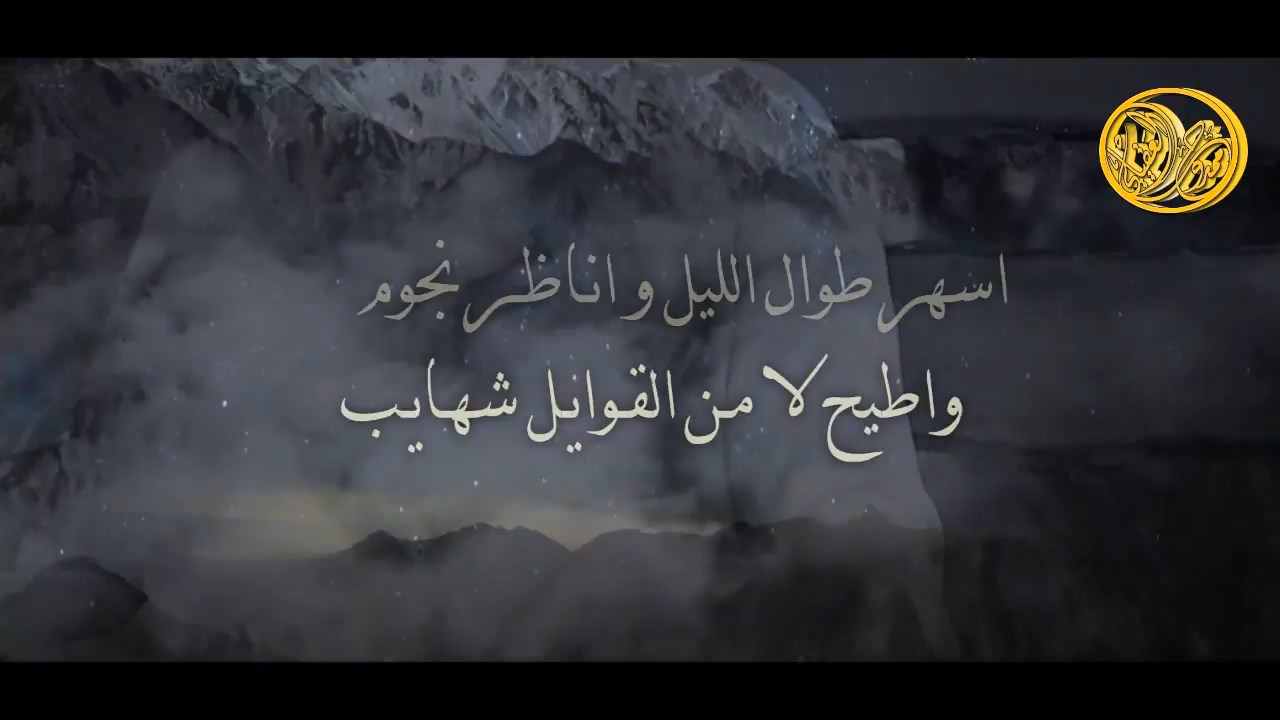 اسهر طوال الليل و اناظر نجوم
واطيح لا من القوايل شهايب